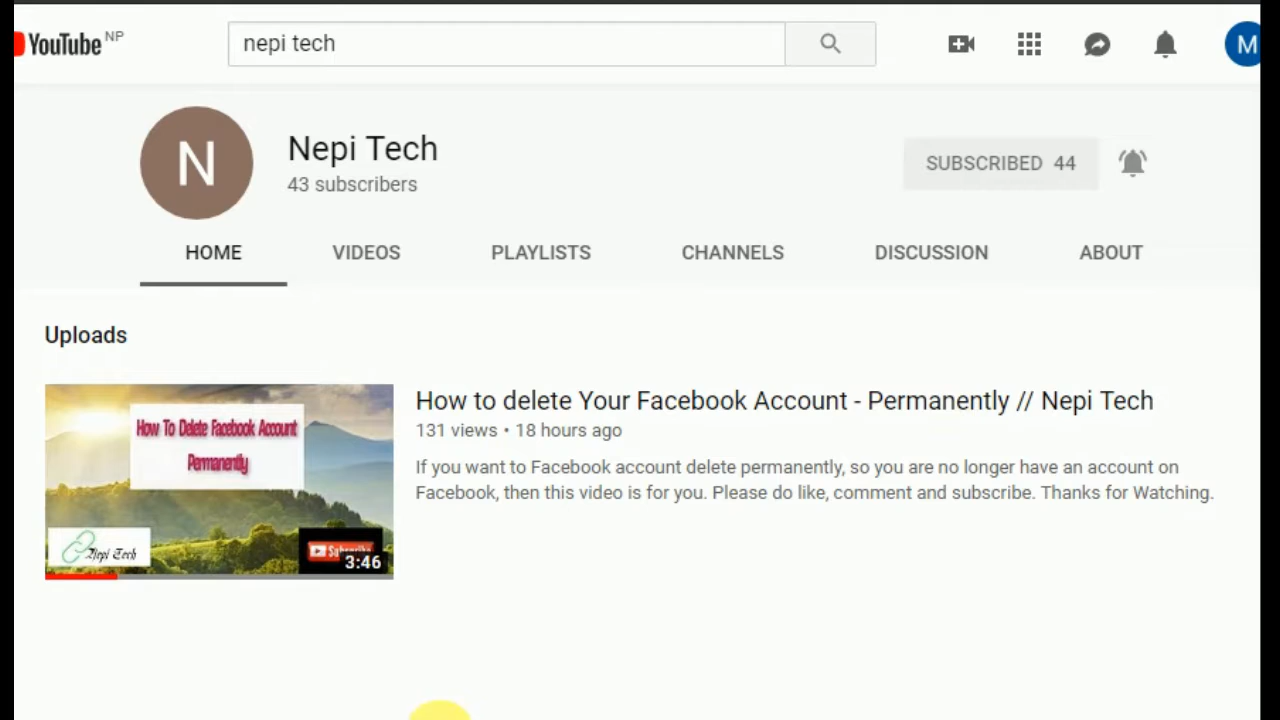 YouTube NP
nepi tech
M
N
Nepi Tech
43 subscribers
SUBSCRIBED 44
HOME
VIDEOS
PLAYLISTS
CHANNELS
DISCUSSION
ABOUT
Uploads
How To Delete Facebook Account
Permanently
Nepi Tech
Subscribe
3:46
How to delete Your Facebook Account - Permanently // Nepi Tech
131 views • 18 hours ago
If you want to Facebook account delete permanently, so you are no longer have an account on
Facebook, then this video is for you. Please do like, comment and subscribe. Thanks for Watching.